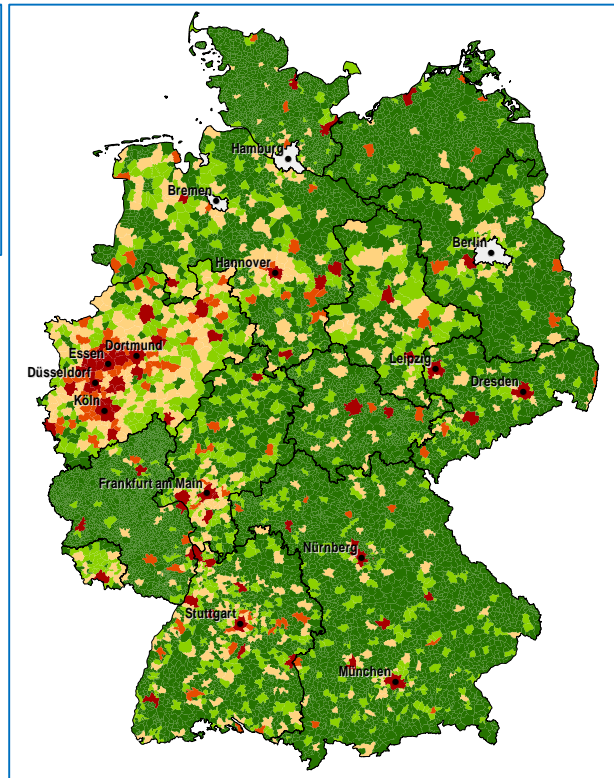 Hamburg
Bremen
Berlin
Hannover
Dortmund
Essen
Düsseldorf
Leipzig
Dresden
Köln
Frankfurt am Main
Nürnberg
Stuttgart
München